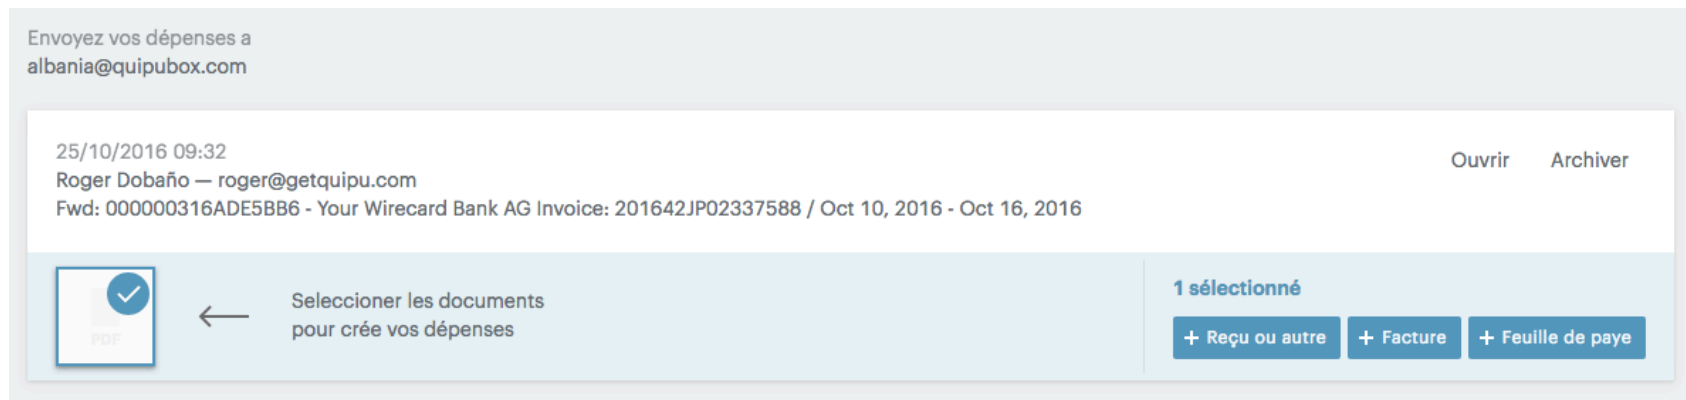 Envoyez vos dépenses a
albania@quipubox.com
25/10/2016 09:32
Ouvrir Archiver
Roger Dobaño — roger@getquipu.com
Fwd: 000000316ADE5BB6 - Your Wirecard Bank AG Invoice: 201642JP02337588 / Oct 10, 2016 - Oct 16, 2016
PDF
Seleccioner les documents
pour crée vos dépenses
1 sélectionné
+ Reçu ou autre + Facture + Feuille de paye